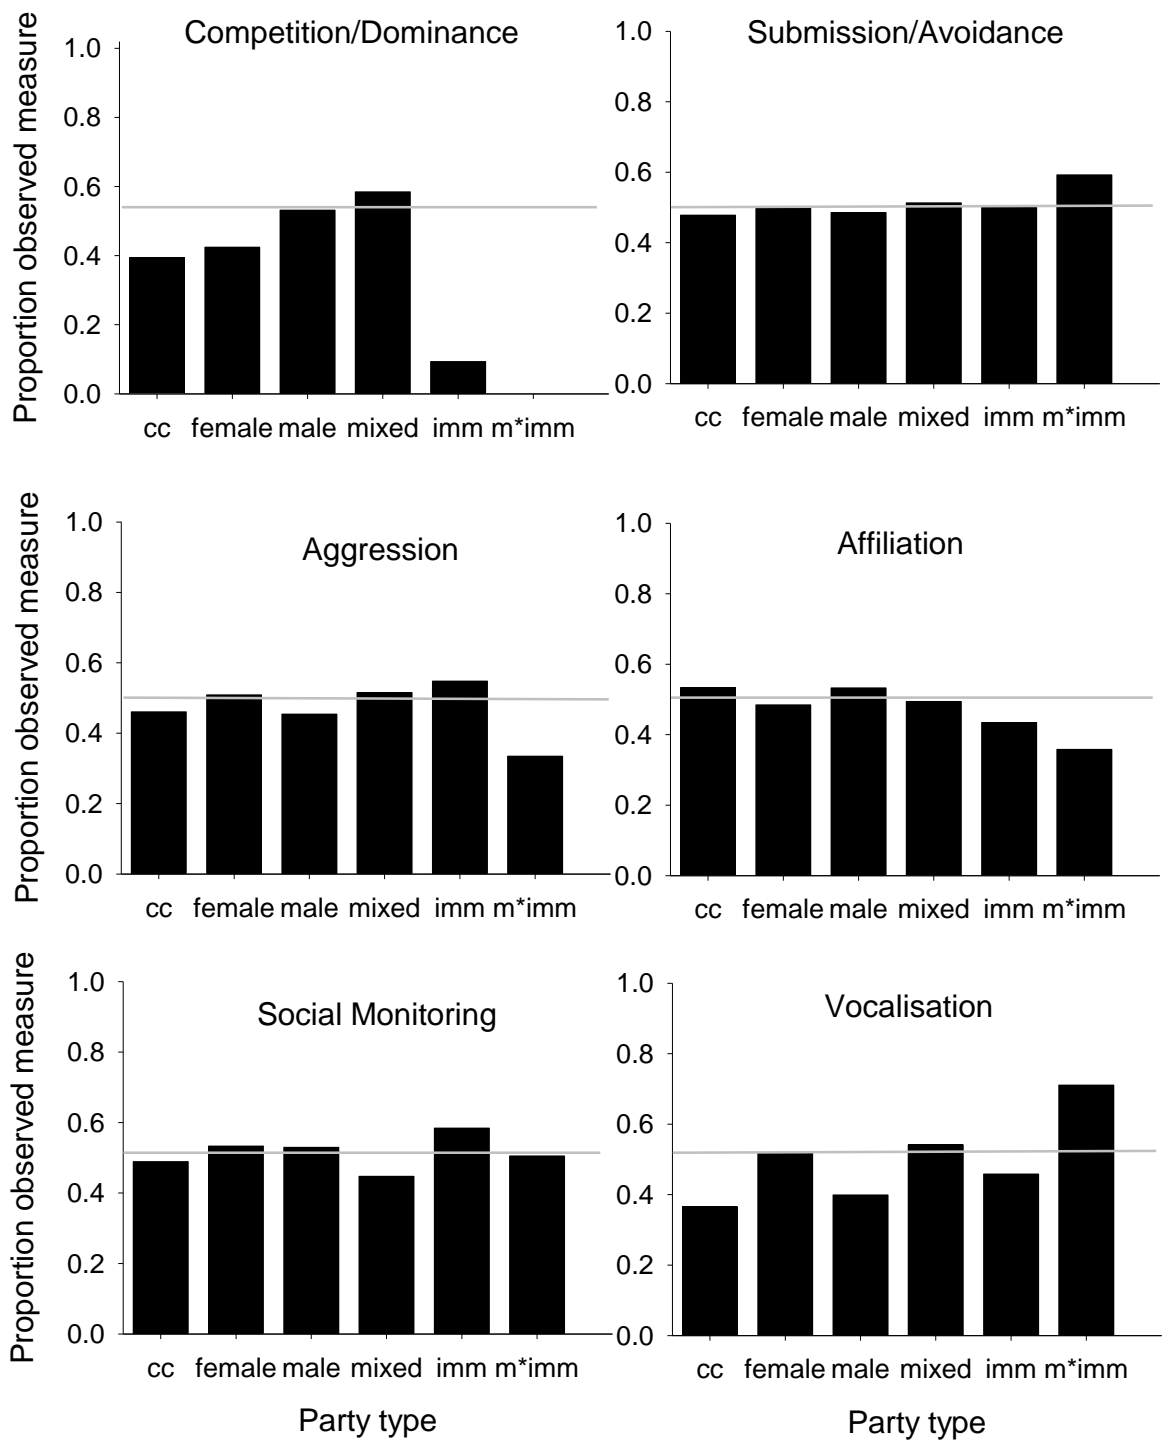 Competition/Dominance
Proportion observed measure
1.0
0.8
0.6
0.4
0.2
0.0
cc female male mixed imm m*imm
Submission/Avoidance
1.0
0.8
0.6
0.4
0.2
0.0
cc female male mixed imm m*imm
Aggression
Proportion observed measure
1.0
0.8
0.6
0.4
0.2
0.0
cc female male mixed imm m*imm
Affiliation
1.0
0.8
0.6
0.4
0.2
0.0
cc female male mixed imm m*imm
Social Monitoring
Proportion observed measure
1.0
0.8
0.6
0.4
0.2
0.0
cc female male mixed imm m*imm
Party type
Vocalisation
1.0
0.8
0.6
0.4
0.2
0.0
cc female male mixed imm m*imm
Party type